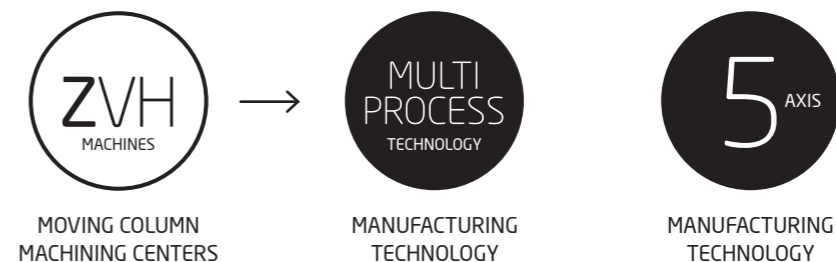 ZVH
MACHINES
MOVING COLUMN
MACHINING CENTERS
MULTI
PROCESS
TECHNOLOGY
MANUFACTURING
TECHNOLOGY
5 AXIS
MANUFACTURING
TECHNOLOGY